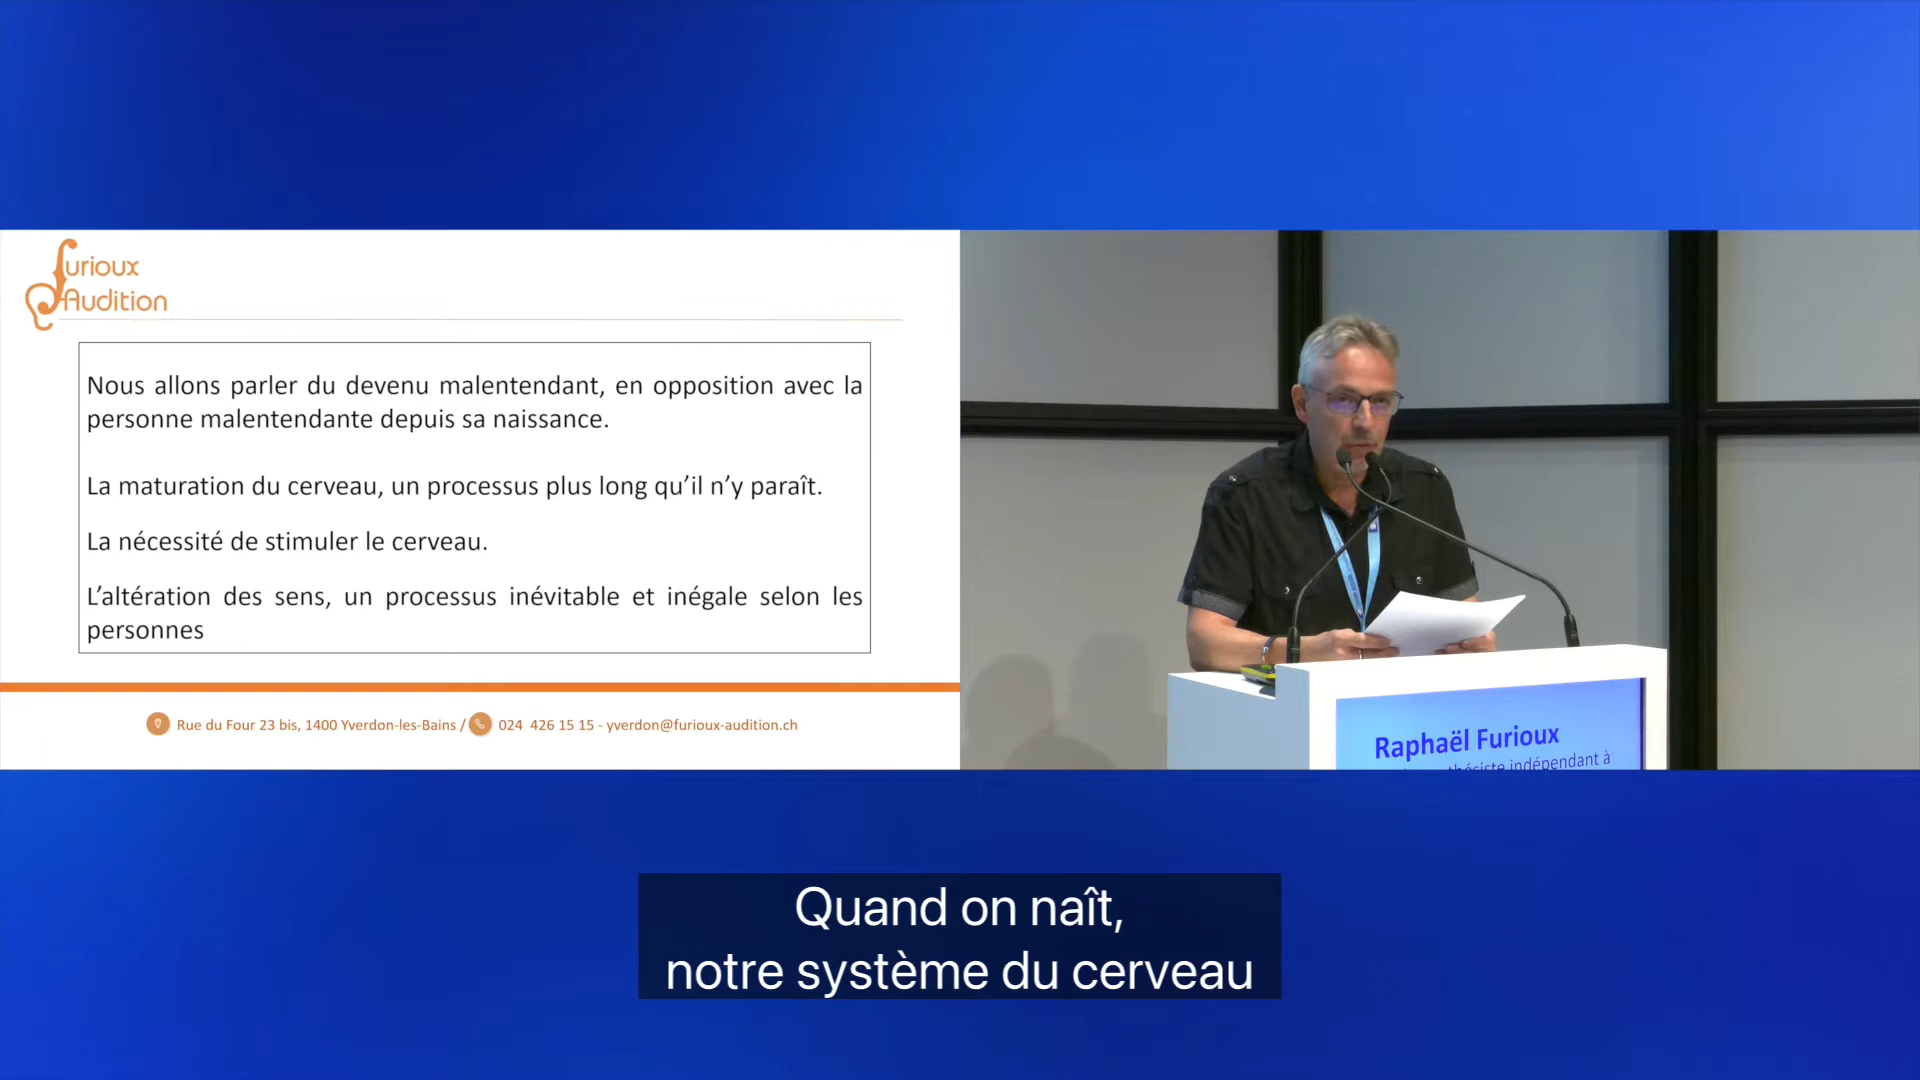 Furioux
Audition
Nous allons parler du devenu malentendant, en opposition avec la
personne malentendante depuis sa naissance.
La maturation du cerveau, un processus plus long qu’il n’y paraît.
La nécessité de stimuler le cerveau.
L’altération des sens, un processus inévitable et inégale selon les
personnes
Rue du Four 23 bis, 1400 Yverdon-les-Bains / 024 426 15 15 - yverdon@furioux-audition.ch
Raphaël Furioux
indépendant à
Quand on naît,
notre système du cerveau